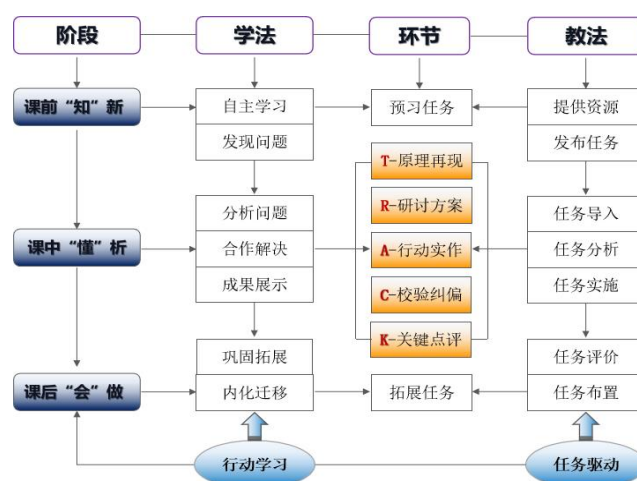 阶段 学法 环节 教法
课前“知”新 自主学习 预习任务 提供资源
发现问题 发布任务
T-原理再现
分析问题 R-研讨方案 任务导入
课中“懂”析 合作解决 A-行动实作 任务分析
成果展示 C-校验纠偏 任务实施
K-关键点评
巩固拓展 任务评价
课后“会”做 内化迁移 拓展任务 任务布置
行动学习 任务驱动